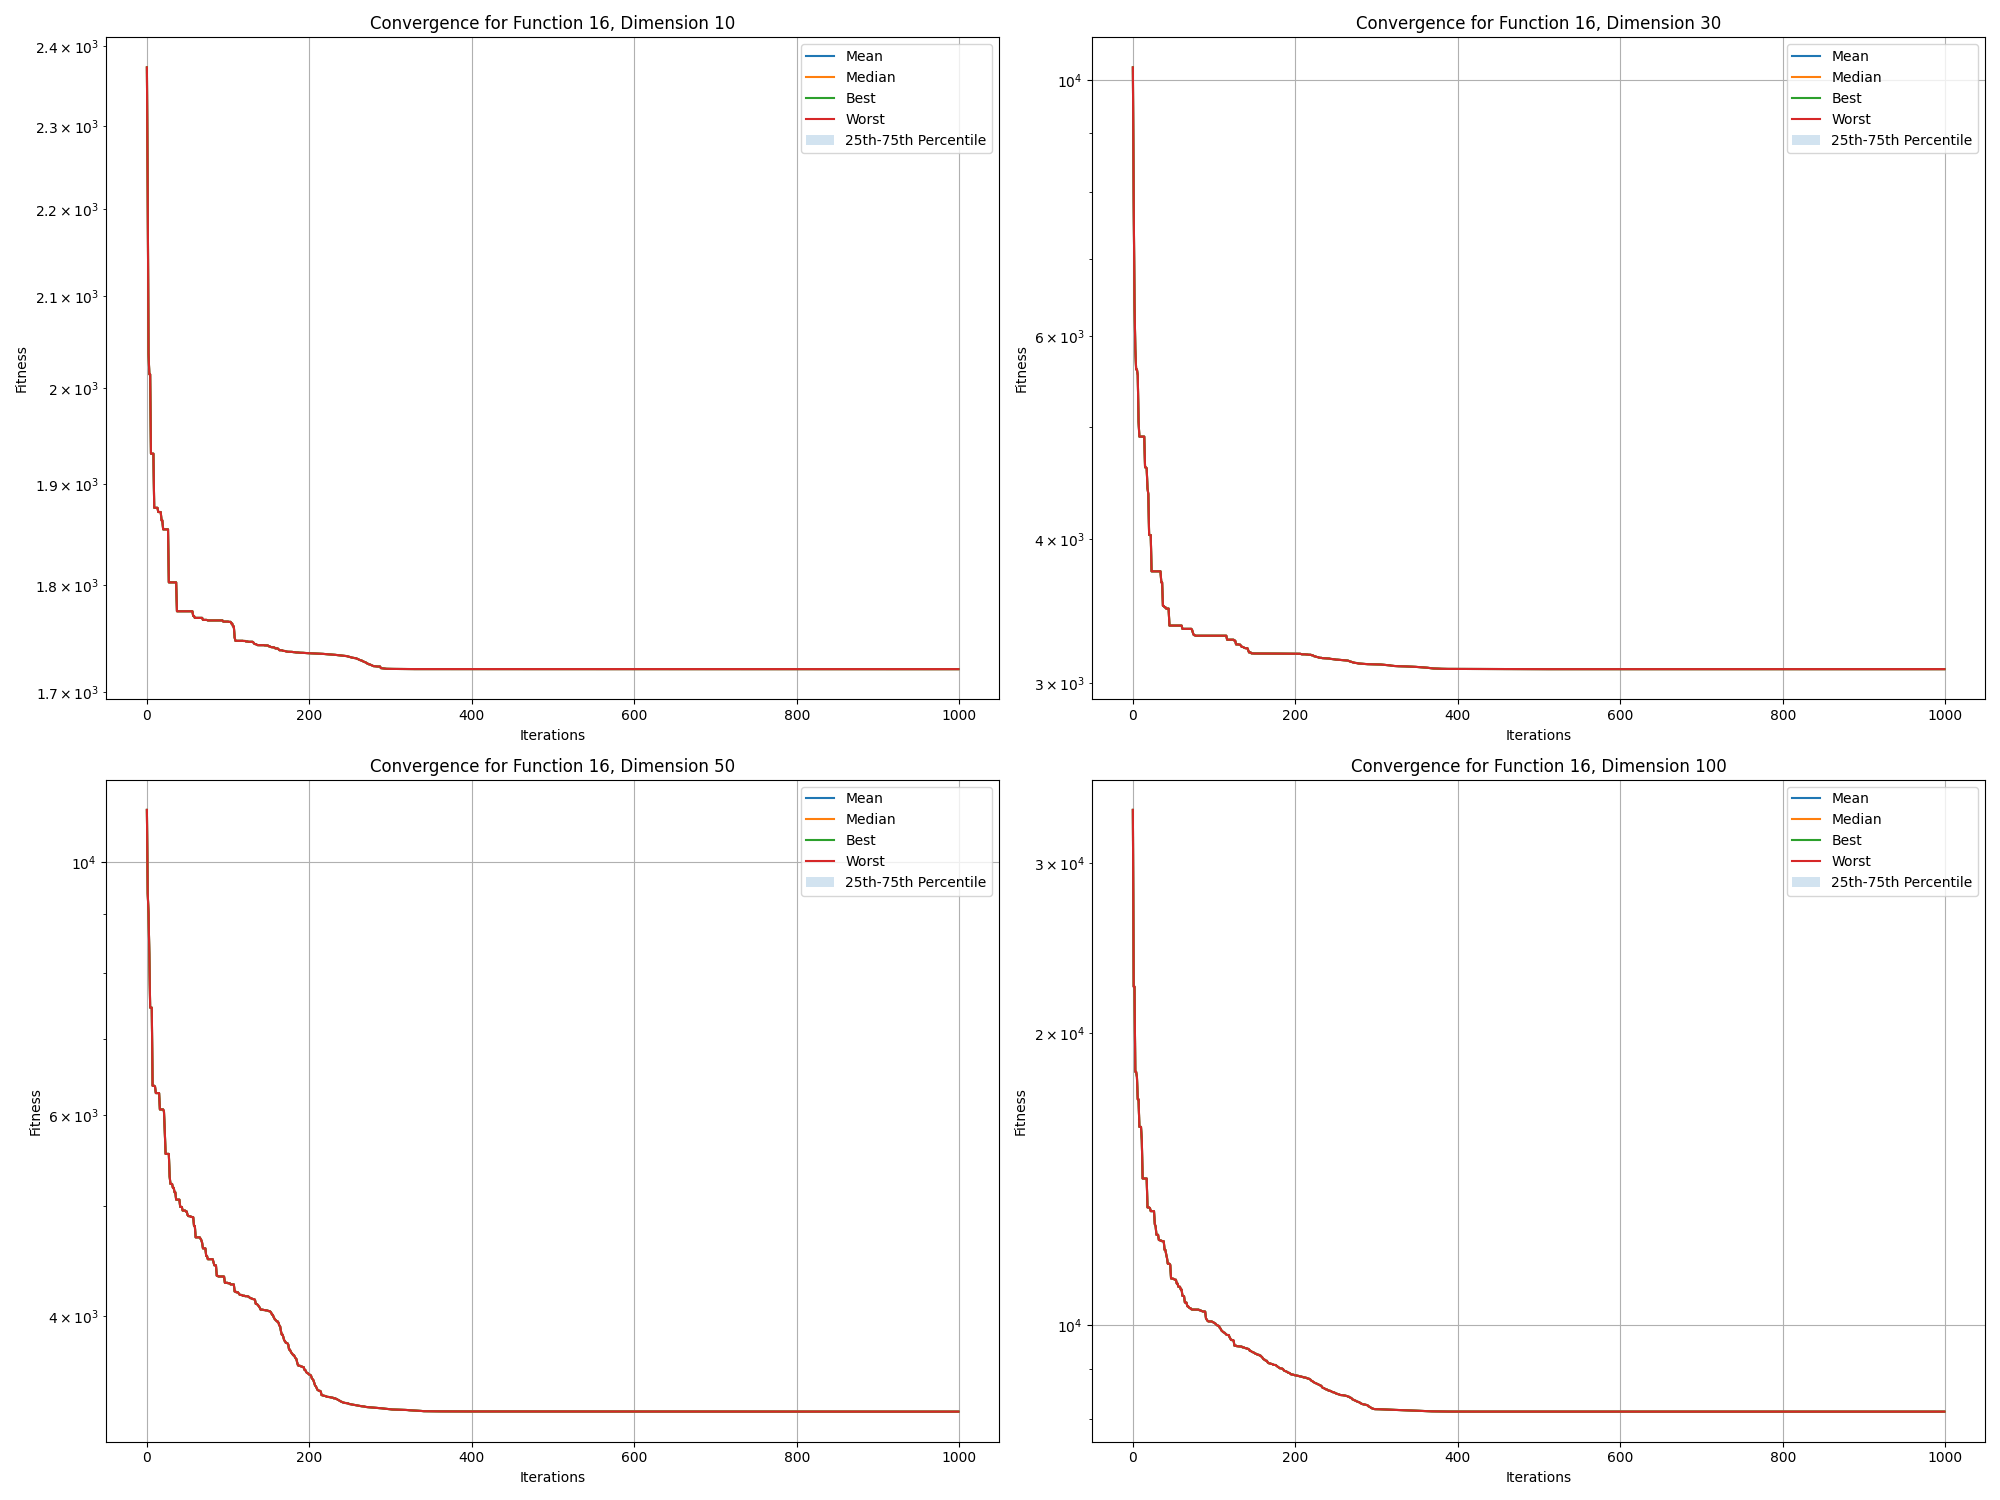 Convergence for Function 16, Dimension 10
Fitness
2.4 × 10³
2.3 × 10³
2.2 × 10³
2.1 × 10³
2 × 10³
1.9 × 10³
1.8 × 10³
1.7 × 10³
Mean
Median
Best
Worst
25th-75th Percentile
0 200 400 600 800 1000
Iterations
Convergence for Function 16, Dimension 30
Fitness
10⁴
6 × 10³
4 × 10³
3 × 10³
Mean
Median
Best
Worst
25th-75th Percentile
0 200 400 600 800 1000
Iterations
Convergence for Function 16, Dimension 50
Fitness
10⁴
6 × 10³
4 × 10³
Mean
Median
Best
Worst
25th-75th Percentile
0 200 400 600 800 1000
Iterations
Convergence for Function 16, Dimension 100
Fitness
3 × 10⁴
2 × 10⁴
10⁴
Mean
Median
Best
Worst
25th-75th Percentile
0 200 400 600 800 1000
Iterations